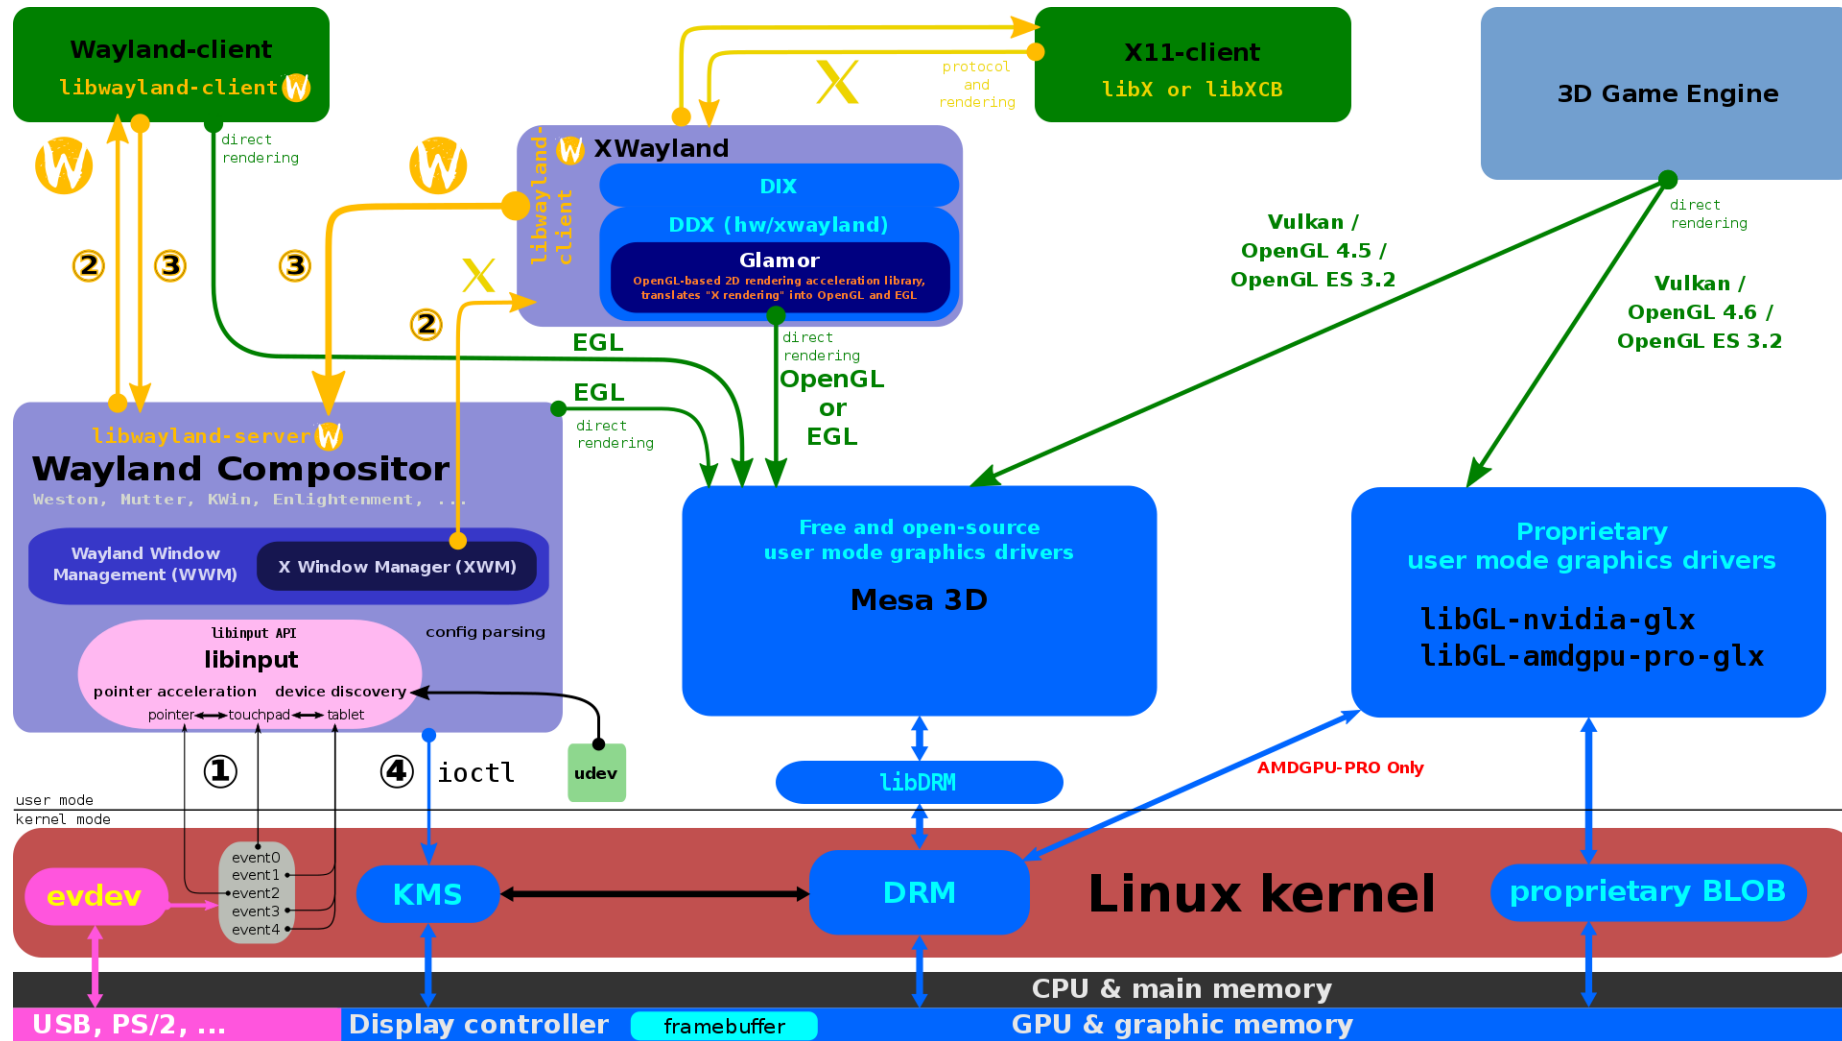 Wayland-client
libwayland-client W
direct
rendering
W
②
③
W
③
X
②
protocol
and
rendering
X
X11-client
libX or libXCB
3D Game Engine
direct
rendering
libwayland-
client
W XWayland
DIX
DDX (hw/xwayland)
Glamor
OpenGL-based 2D rendering acceleration library,
translates "X rendering" into OpenGL and EGL
direct
rendering
OpenGL
or
EGL
EGL
EGL
direct
rendering
Vulkan /
OpenGL 4.5 /
OpenGL ES 3.2
Vulkan /
OpenGL 4.6 /
OpenGL ES 3.2
libwayland-server W
Wayland Compositor
Weston, Mutter, KWin, Enlightenment, ...
Wayland Window
Management (WWM)
X Window Manager (XWM)
libinput API
libinput
config parsing
pointer acceleration device discovery
pointer touchpad tablet
①
④ ioctl
udev
Free and open-source
user mode graphics drivers
Mesa 3D
Proprietary
user mode graphics drivers
libGL-nvidia-glx
libGL-amdgpu-pro-glx
libDRM
AMDGPU-PRO Only
user mode
kernel mode
evdev
event0
event1
event2
event3
event4
KMS
DRM
Linux kernel
proprietary BLOB
CPU & main memory
USB, PS/2, ...
Display controller
framebuffer
GPU & graphic memory